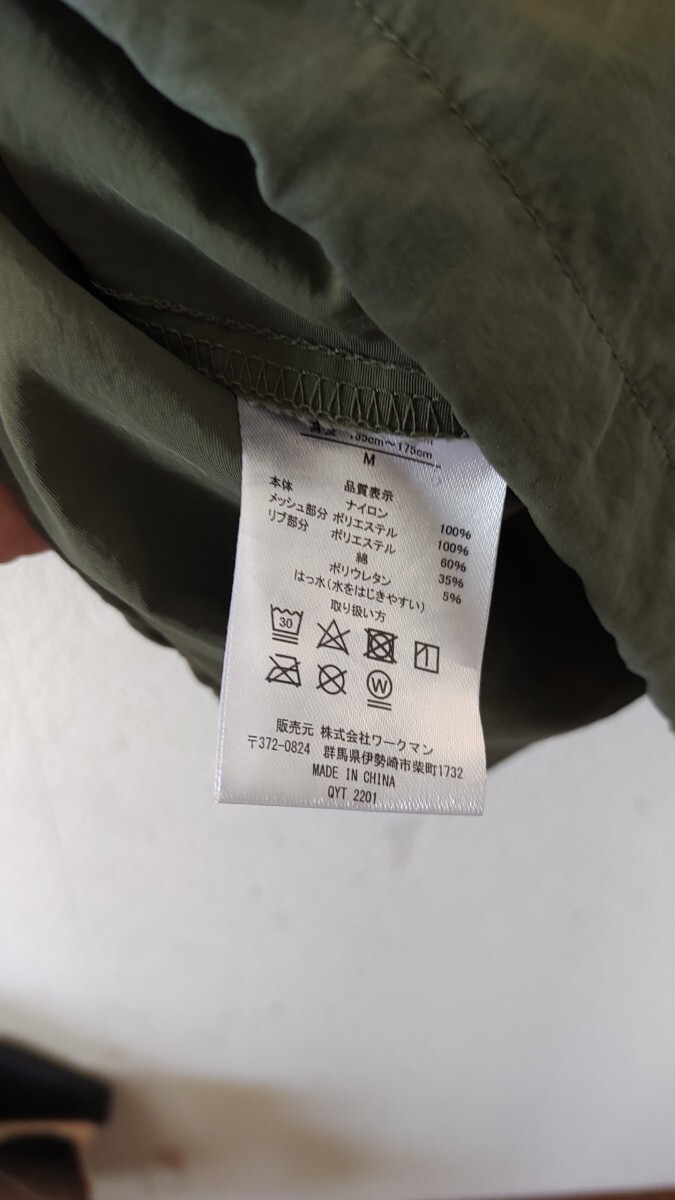 155cm〜175cm
M
品質表示
本体 ナイロン 100%
メッシュ部分 ポリエステル 100%
リブ部分 ポリエステル 60%
綿 35%
ポリウレタン 5%
はっ水(水をはじきやすい)
取り扱い方
30
W
販売元 株式会社ワークマン
〒372-0824 群馬県伊勢崎市柴町1732
MADE IN CHINA
QYT 2201